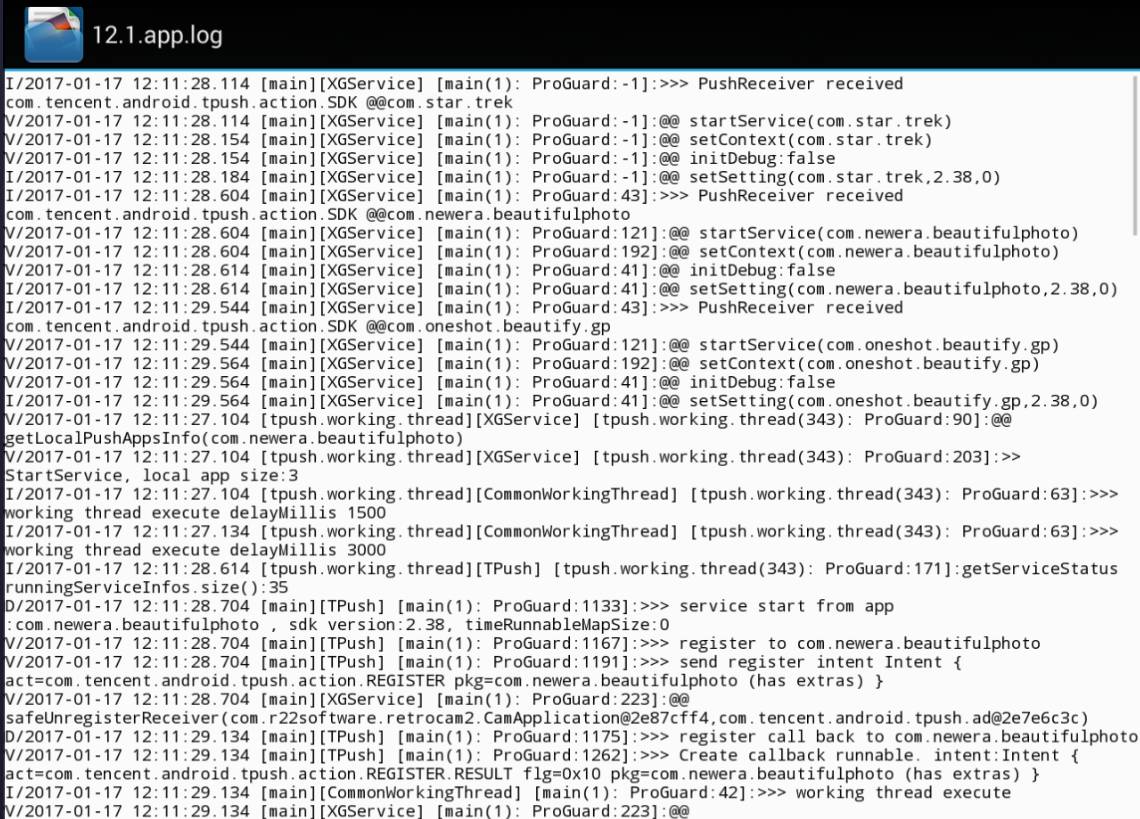 12.1.app.log
I/2017-01-17 12:11:28.114 [main][XGService] [main(1): ProGuard:-1]:>>> PushReceiver received
com.tencent.android.tpush.action.SDK @@com.star.trek
V/2017-01-17 12:11:28.114 [main][XGService] [main(1): ProGuard:-1]:@@ startService(com.star.trek)
V/2017-01-17 12:11:28.154 [main][XGService] [main(1): ProGuard:-1]:@@ setContext(com.star.trek)
V/2017-01-17 12:11:28.154 [main][XGService] [main(1): ProGuard:-1]:@@ initDebug:false
I/2017-01-17 12:11:28.184 [main][XGService] [main(1): ProGuard:-1]:@@ setSetting(com.star.trek,2.38,0)
I/2017-01-17 12:11:28.604 [main][XGService] [main(1): ProGuard:43]:>>> PushReceiver received
com.tencent.android.tpush.action.SDK @@com.newera.beautifulphoto
V/2017-01-17 12:11:28.604 [main][XGService] [main(1): ProGuard:121]:@@ startService(com.newera.beautifulphoto)
V/2017-01-17 12:11:28.604 [main][XGService] [main(1): ProGuard:192]:@@ setContext(com.newera.beautifulphoto)
V/2017-01-17 12:11:28.614 [main][XGService] [main(1): ProGuard:41]:@@ initDebug:false
I/2017-01-17 12:11:28.614 [main][XGService] [main(1): ProGuard:41]:@@ setSetting(com.newera.beautifulphoto,2.38,0)
I/2017-01-17 12:11:29.544 [main][XGService] [main(1): ProGuard:43]:>>> PushReceiver received
com.tencent.android.tpush.action.SDK @@com.oneshot.beautify.gp
V/2017-01-17 12:11:29.544 [main][XGService] [main(1): ProGuard:121]:@@ startService(com.oneshot.beautify.gp)
V/2017-01-17 12:11:29.564 [main][XGService] [main(1): ProGuard:192]:@@ setContext(com.oneshot.beautify.gp)
V/2017-01-17 12:11:29.564 [main][XGService] [main(1): ProGuard:41]:@@ initDebug:false
I/2017-01-17 12:11:29.564 [main][XGService] [main(1): ProGuard:41]:@@ setSetting(com.oneshot.beautify.gp,2.38,0)
V/2017-01-17 12:11:27.104 [tpush.working.thread][XGService] [tpush.working.thread(343): ProGuard:90]:@@
getLocalPushAppsInfo(com.newera.beautifulphoto)
V/2017-01-17 12:11:27.104 [tpush.working.thread][XGService] [tpush.working.thread(343): ProGuard:203]:>>
StartService, local app size:3
I/2017-01-17 12:11:27.104 [tpush.working.thread][CommonWorkingThread] [tpush.working.thread(343): ProGuard:63]:>>>
working thread execute delayMillis 1500
I/2017-01-17 12:11:27.134 [tpush.working.thread][CommonWorkingThread] [tpush.working.thread(343): ProGuard:63]:>>>
working thread execute delayMillis 3000
I/2017-01-17 12:11:28.614 [tpush.working.thread][TPush] [tpush.working.thread(343): ProGuard:171]:getServiceStatus
runningServiceInfos.size():35
D/2017-01-17 12:11:28.704 [main][TPush] [main(1): ProGuard:1133]:>>> service start from app
:com.newera.beautifulphoto , sdk version:2.38, timeRunnableMapSize:0
V/2017-01-17 12:11:28.704 [main][TPush] [main(1): ProGuard:1167]:>>> register to com.newera.beautifulphoto
V/2017-01-17 12:11:28.704 [main][TPush] [main(1): ProGuard:1191]:>>> send register intent Intent {
act=com.tencent.android.tpush.action.REGISTER pkg=com.newera.beautifulphoto (has extras) }
V/2017-01-17 12:11:28.704 [main][XGService] [main(1): ProGuard:223]:@@
safeUnregisterReceiver(com.r22software.retrocam2.CamApplication@2e87cff4,com.tencent.android.tpush.ad@2e7e6c3c)
D/2017-01-17 12:11:29.134 [main][TPush] [main(1): ProGuard:1175]:>>> register call back to com.newera.beautifulphoto
V/2017-01-17 12:11:29.134 [main][TPush] [main(1): ProGuard:1262]:>>> Create callback runnable. intent:Intent {
act=com.tencent.android.tpush.action.REGISTER.RESULT flg=0x10 pkg=com.newera.beautifulphoto (has extras) }
I/2017-01-17 12:11:29.134 [main][CommonWorkingThread] [main(1): ProGuard:42]:>>> working thread execute
V/2017-01-17 12:11:29.134 [main][XGService] [main(1): ProGuard:223]:@@